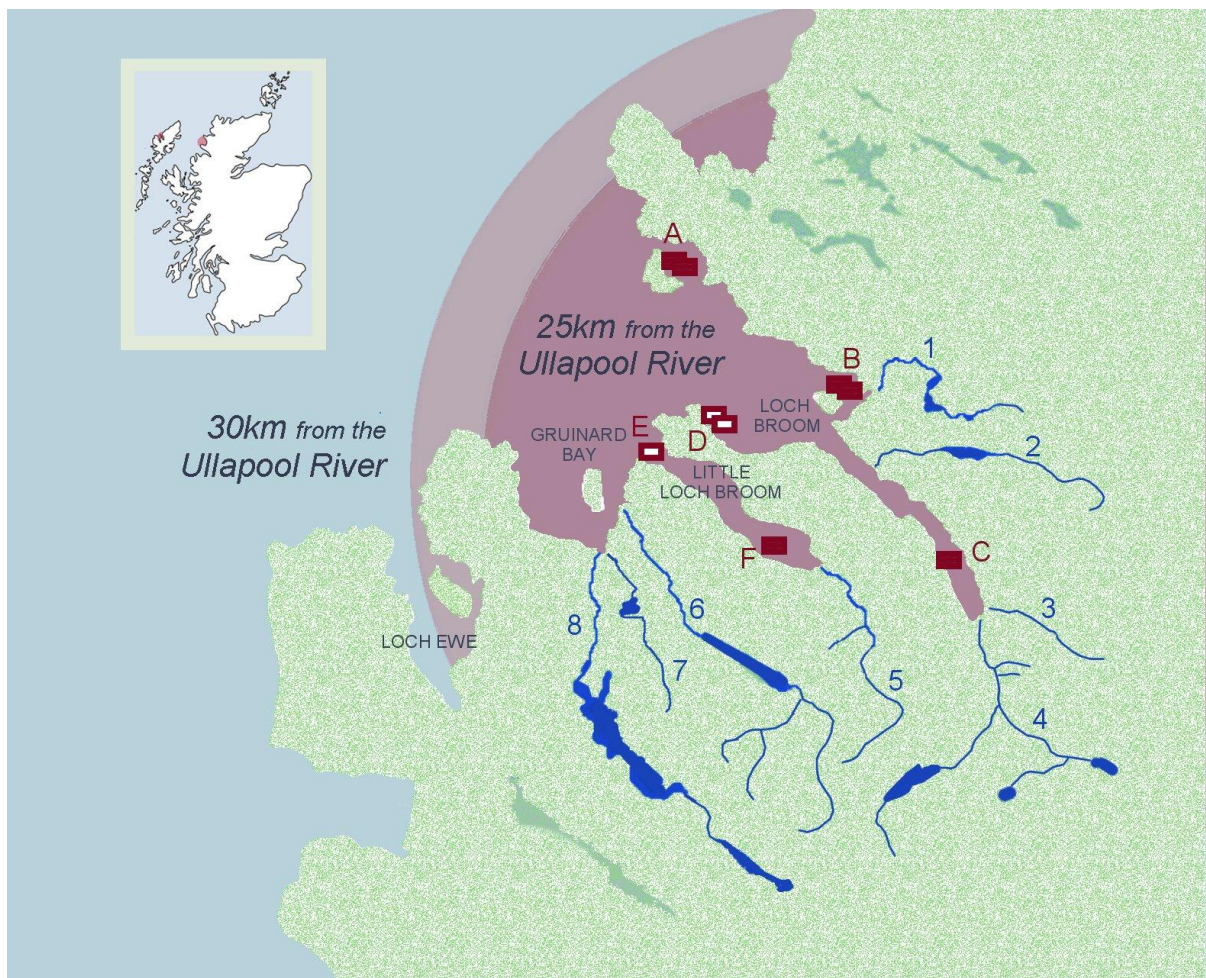 A
25km from the
Ullapool River
B
1
30km from the
Ullapool River
GRUINARD
BAY
E
D
LOCH
BROOM
2
LITTLE
LOCH BROOM
F
C
8
6
3
LOCH EWE
7
5
4